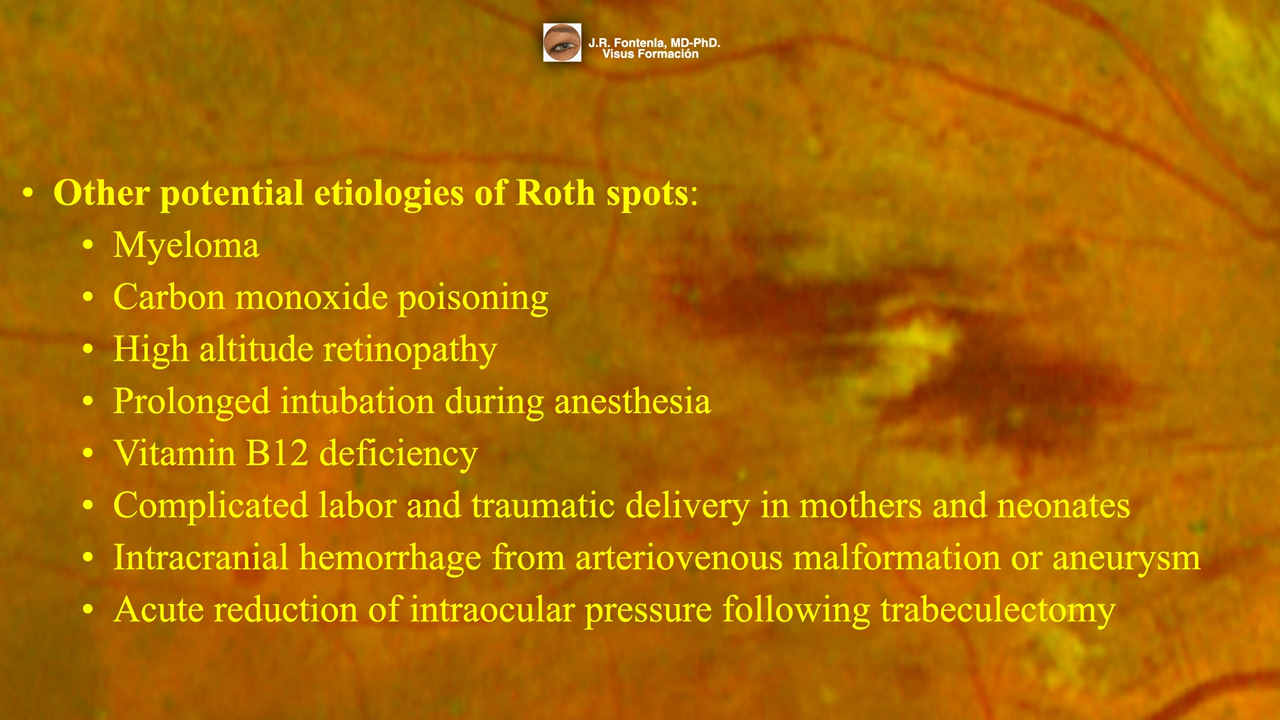 J.R. Fontenla, MD-PhD.
Visus Formación
• Other potential etiologies of Roth spots:
• Myeloma
• Carbon monoxide poisoning
• High altitude retinopathy
• Prolonged intubation during anesthesia
• Vitamin B12 deficiency
• Complicated labor and traumatic delivery in mothers and neonates
• Intracranial hemorrhage from arteriovenous malformation or aneurysm
• Acute reduction of intraocular pressure following trabeculectomy